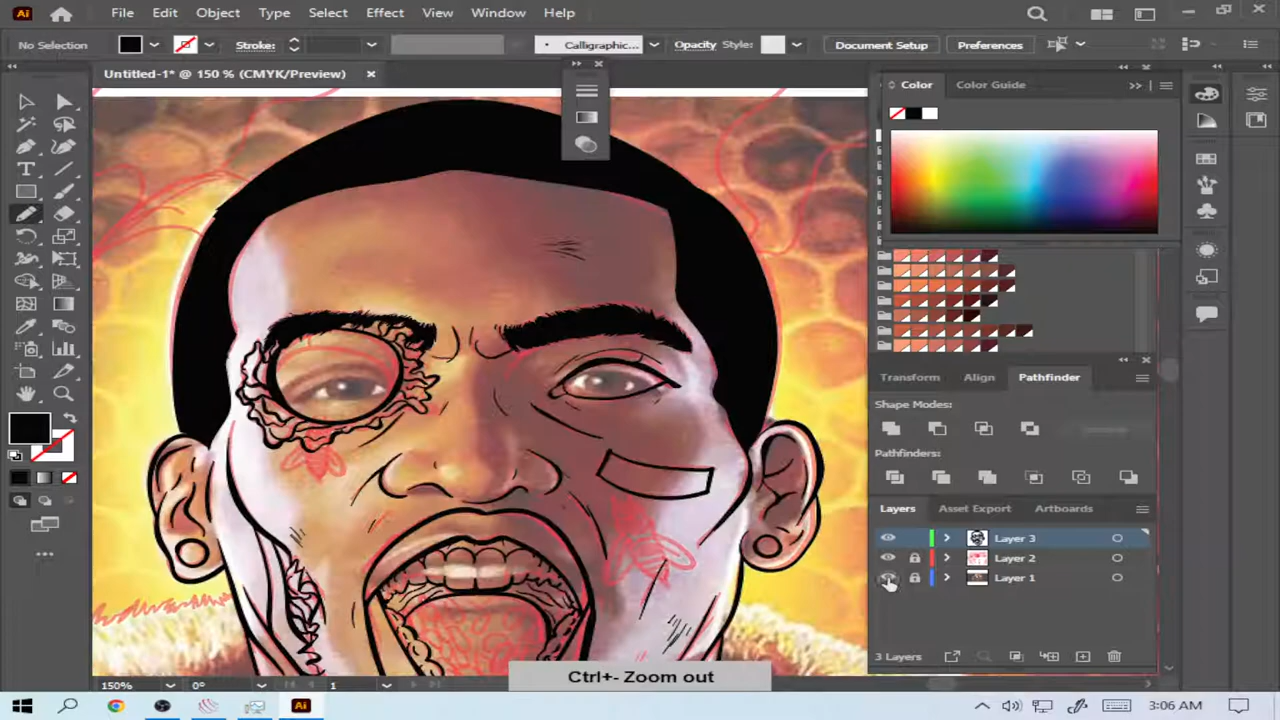 Ai File Edit Object Type Select Effect View Window Help
No Selection Stroke: Calligraphic... Opacity Style: Document Setup Preferences
Untitled-1* @ 150 % (CMYK/Preview)
Color Color Guide
Transform Align Pathfinder
Shape Modes:
Pathfinders:
Layers Asset Export Artboards
Layer 3
Layer 2
Layer 1
3 Layers
Ctrl+- Zoom out
150% 0° 1
Ai 3:06 AM